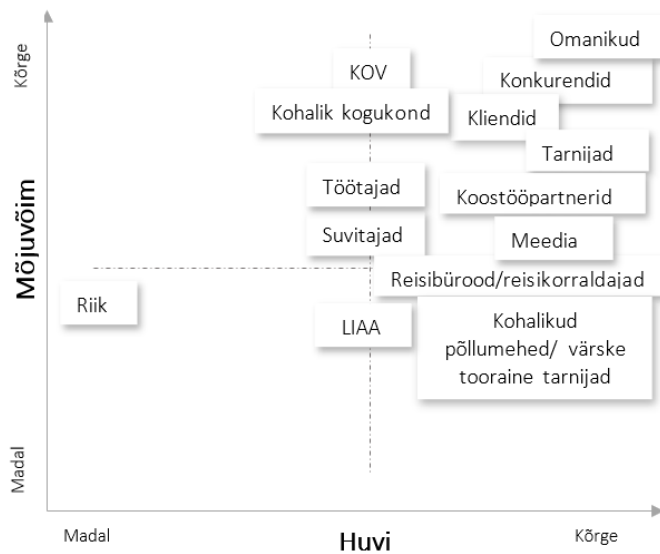 Omanikud
Kõrge
KOV
Konkurendid
Kohalik kogukond
Kliendid
Tarnijad
Töötajad
Koostööpartnerid
Suvitajad
Meedia
Mõjuvõim
Reisibürood/reisikorraldajad
Riik
LIAA
Kohalikud
põllumehed/ värske
tooraine tarnijad
Madal
Madal
Huvi
Kõrge